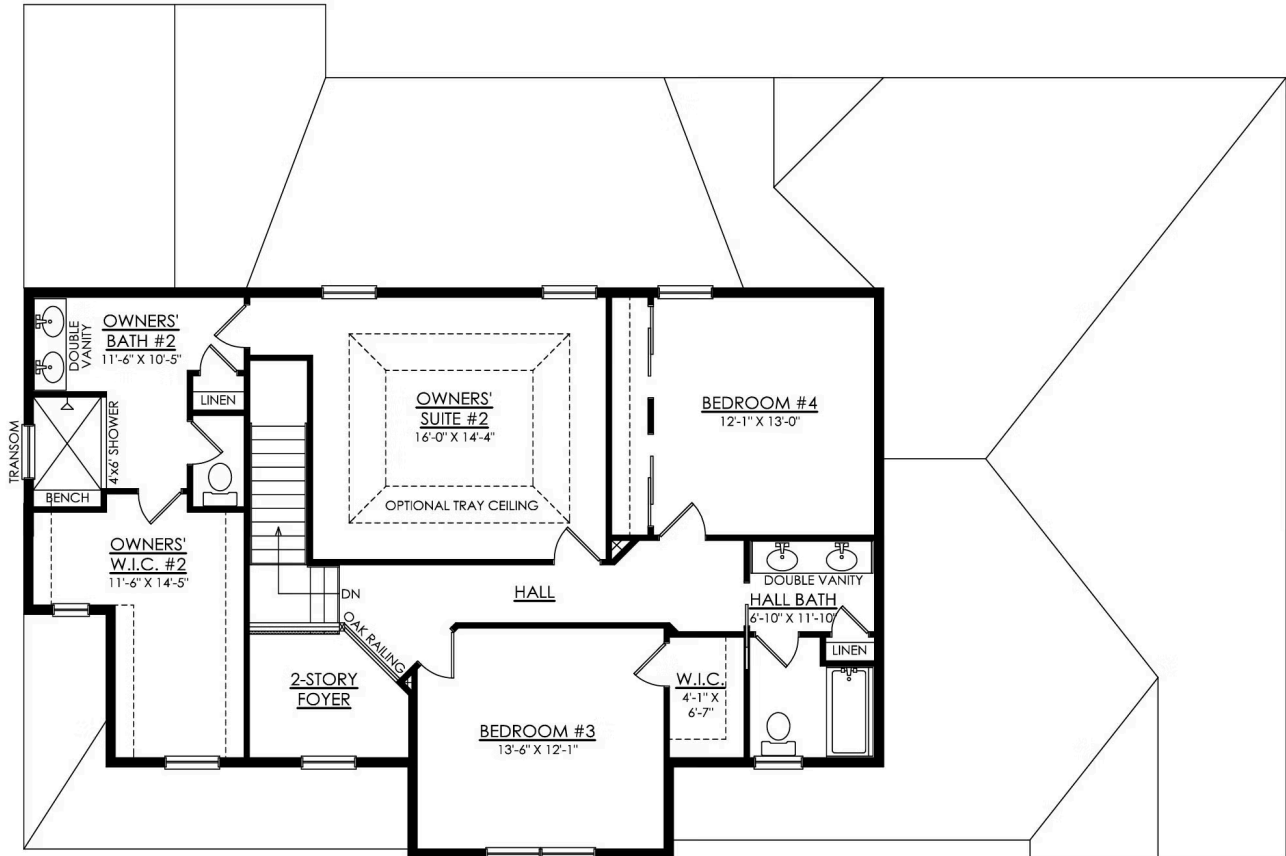 OWNERS'
BATH #2
11'-6" X 10'-5"
DOUBLE
VANITY
LINEN
4'x6' SHOWER
TRANSOM
BENCH
OWNERS'
W.I.C. #2
11'-6" X 14'-5"
OWNERS'
SUITE #2
16'-0" X 14'-4"
OPTIONAL TRAY CEILING
BEDROOM #4
12'-1" X 13'-0"
DN
HALL
OAK RAILING
DOUBLE VANITY
HALL BATH
6'-10" X 11'-10"
LINEN
2-STORY
FOYER
BEDROOM #3
13'-6" X 12'-1"
W.I.C.
4'-1" X
6'-7"